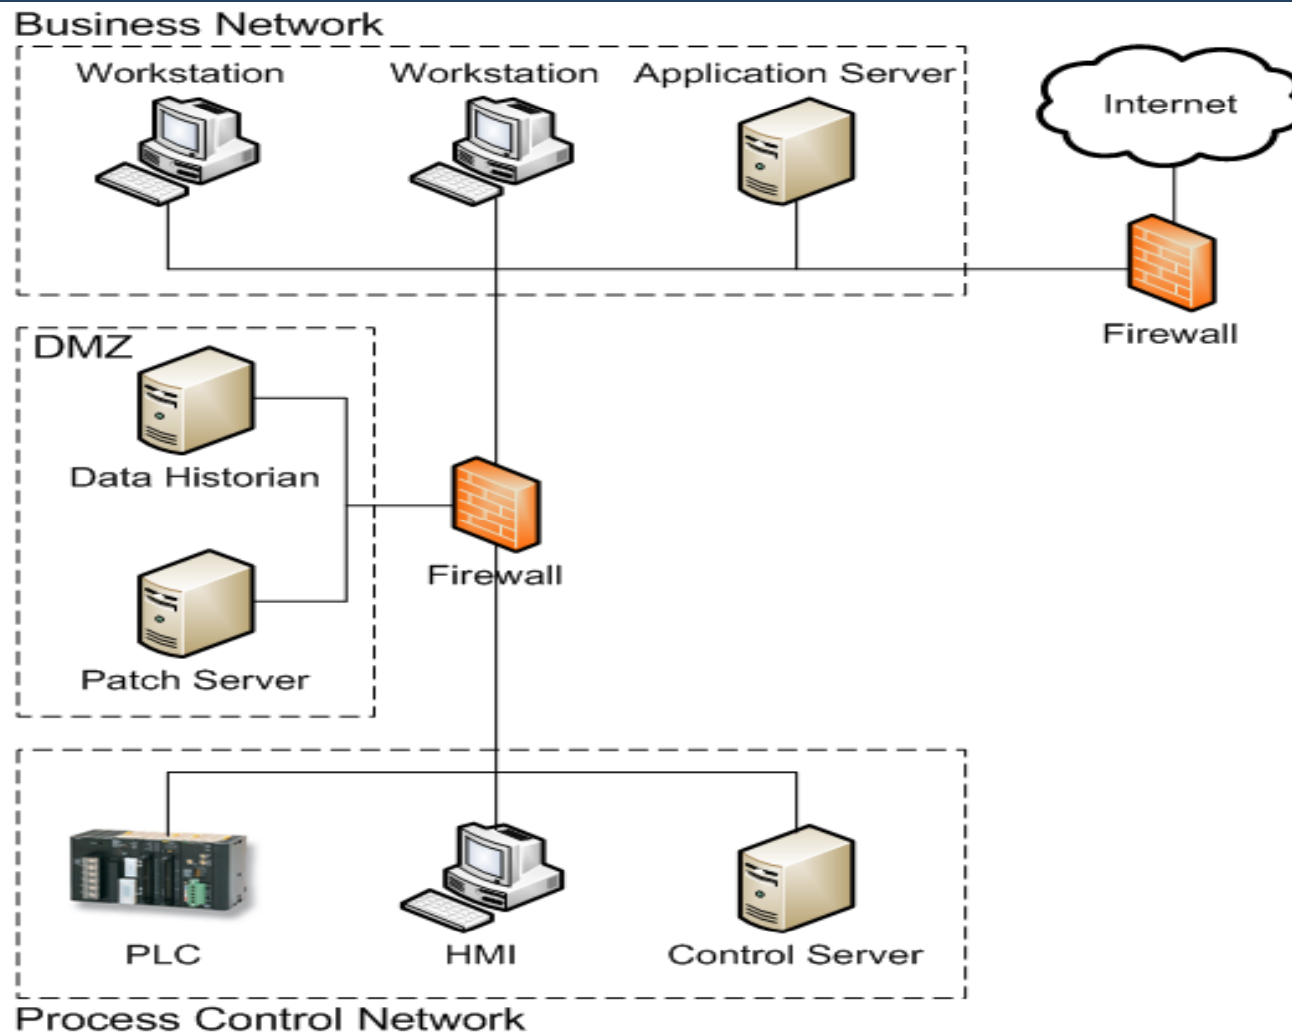 Business Network
Workstation
Workstation
Application Server
Internet
Firewall
DMZ
Data Historian
Firewall
Patch Server
PLC
HMI
Control Server
Process Control Network